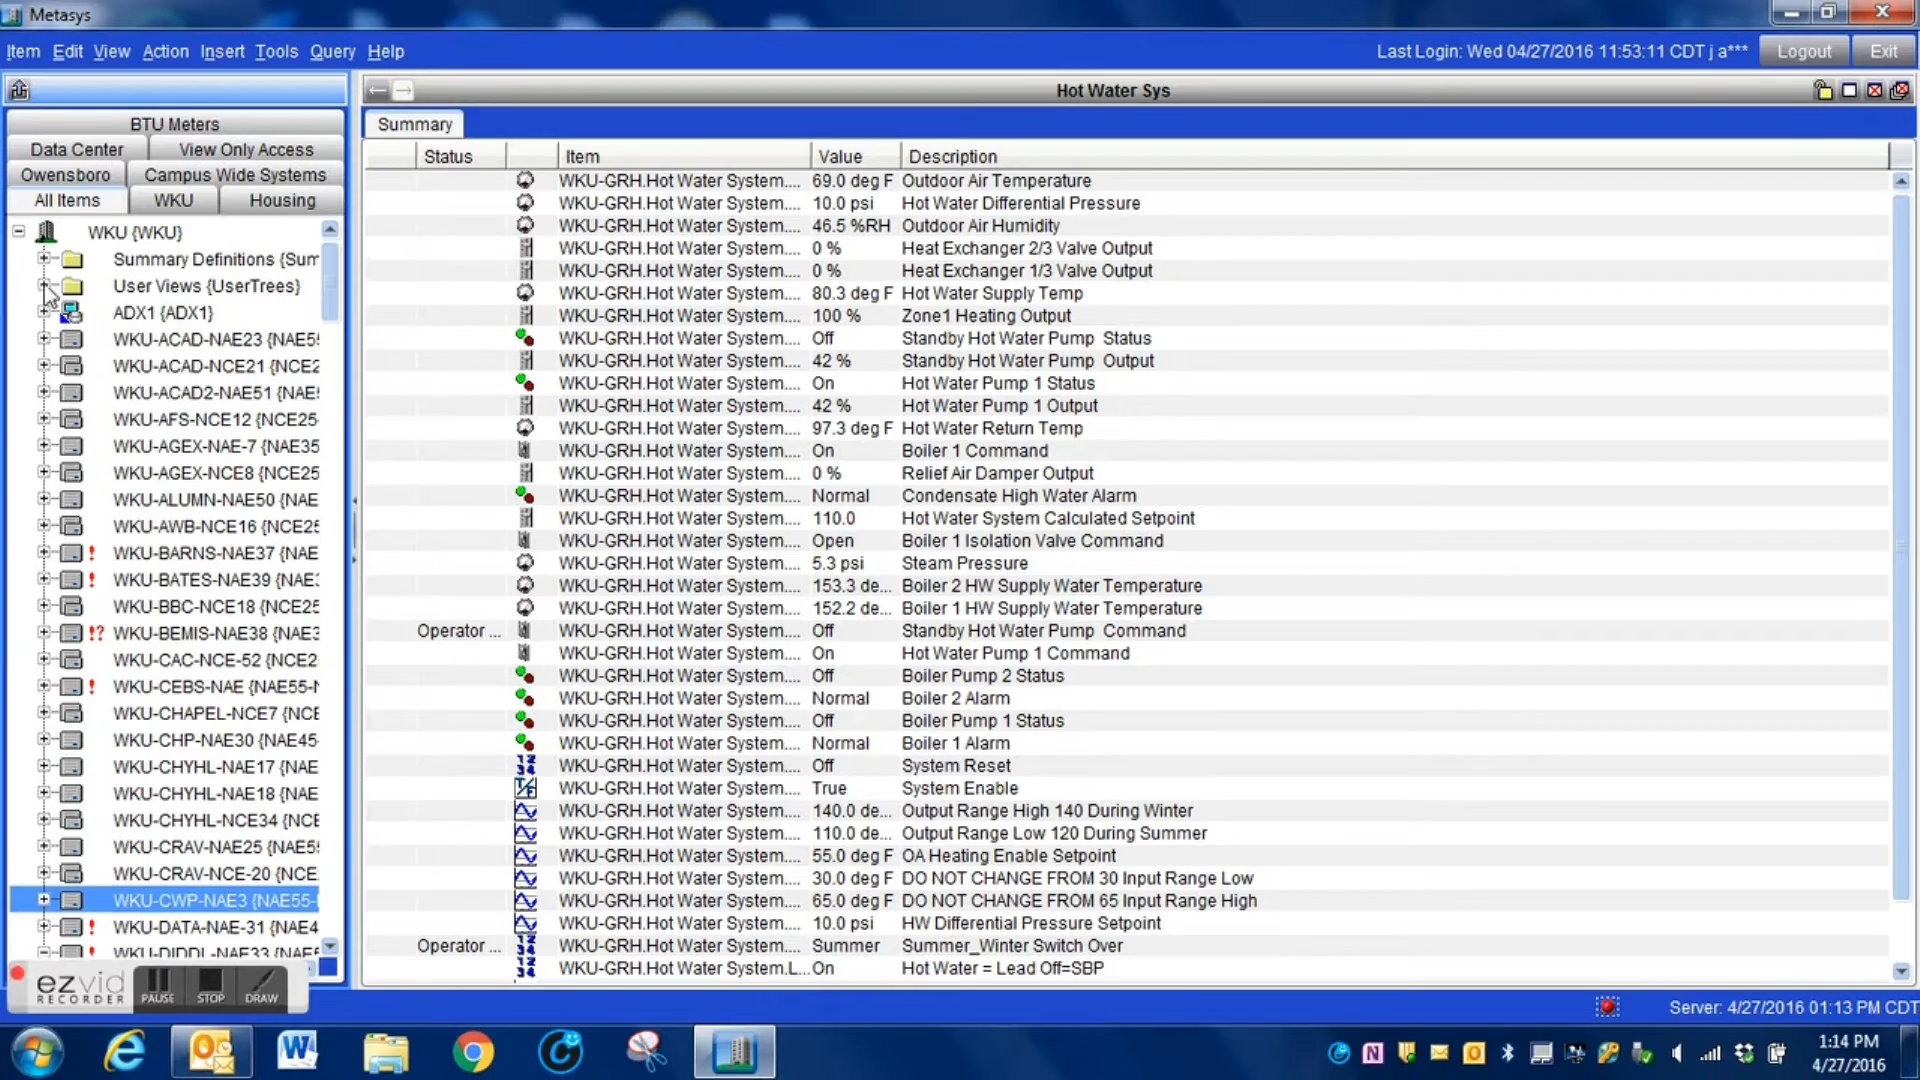 Metasys
Item Edit View Action Insert Tools Query Help
Last Login: Wed 04/27/2016 11:53:11 CDT j a*** Logout Exit
Hot Water Sys
BTU Meters
Data Center View Only Access
Owensboro Campus Wide Systems
All Items WKU Housing
WKU {WKU}
Summary Definitions {Sum
User Views {UserTrees}
ADX1 {ADX1}
WKU-ACAD-NAE23 {NAE55
WKU-ACAD-NCE21 {NCE2
WKU-ACAD2-NAE51 {NAE
WKU-AFS-NCE12 {NCE25-
WKU-AGEX-NAE-7 {NAE35
WKU-AGEX-NCE8 {NCE25
WKU-ALUMN-NAE50 {NAE
WKU-AWB-NCE16 {NCE25
! WKU-BARNS-NAE37 {NAE
! WKU-BATES-NAE39 {NAE3
WKU-BBC-NCE18 {NCE25
!? WKU-BEMIS-NAE38 {NAE3
WKU-CAC-NCE-52 {NCE2
! WKU-CEBS-NAE {NAE55-N
WKU-CHAPEL-NCE7 {NCE
WKU-CHP-NAE30 {NAE45
WKU-CHYHL-NAE17 {NAE
WKU-CHYHL-NAE18 {NAE
WKU-CHYHL-NCE34 {NCE
WKU-CRAV-NAE25 {NAE55
WKU-CRAV-NCE-20 {NCE
WKU-CWP-NAE3 {NAE55-
! WKU-DATA-NAE-31 {NAE4
! WKU-DIDDL-NAE33 {NAE5
Summary
Status Item Value Description
WKU-GRH.Hot Water System.... 69.0 deg F Outdoor Air Temperature
WKU-GRH.Hot Water System.... 10.0 psi Hot Water Differential Pressure
WKU-GRH.Hot Water System.... 46.5 %RH Outdoor Air Humidity
WKU-GRH.Hot Water System.... 0 % Heat Exchanger 2/3 Valve Output
WKU-GRH.Hot Water System.... 0 % Heat Exchanger 1/3 Valve Output
WKU-GRH.Hot Water System.... 80.3 deg F Hot Water Supply Temp
WKU-GRH.Hot Water System.... 100 % Zone1 Heating Output
WKU-GRH.Hot Water System.... Off Standby Hot Water Pump Status
WKU-GRH.Hot Water System.... 42 % Standby Hot Water Pump Output
WKU-GRH.Hot Water System.... On Hot Water Pump 1 Status
WKU-GRH.Hot Water System.... 42 % Hot Water Pump 1 Output
WKU-GRH.Hot Water System.... 97.3 deg F Hot Water Return Temp
WKU-GRH.Hot Water System.... On Boiler 1 Command
WKU-GRH.Hot Water System.... 0 % Relief Air Damper Output
WKU-GRH.Hot Water System.... Normal Condensate High Water Alarm
WKU-GRH.Hot Water System.... 110.0 Hot Water System Calculated Setpoint
WKU-GRH.Hot Water System.... Open Boiler 1 Isolation Valve Command
WKU-GRH.Hot Water System.... 5.3 psi Steam Pressure
WKU-GRH.Hot Water System.... 153.3 de... Boiler 2 HW Supply Water Temperature
WKU-GRH.Hot Water System.... 152.2 de... Boiler 1 HW Supply Water Temperature
Operator ... WKU-GRH.Hot Water System.... Off Standby Hot Water Pump Command
WKU-GRH.Hot Water System.... On Hot Water Pump 1 Command
WKU-GRH.Hot Water System.... Off Boiler Pump 2 Status
WKU-GRH.Hot Water System.... Normal Boiler 2 Alarm
WKU-GRH.Hot Water System.... Off Boiler Pump 1 Status
WKU-GRH.Hot Water System.... Normal Boiler 1 Alarm
WKU-GRH.Hot Water System.... Off System Reset
WKU-GRH.Hot Water System.... True System Enable
WKU-GRH.Hot Water System.... 140.0 de... Output Range High 140 During Winter
WKU-GRH.Hot Water System.... 110.0 de... Output Range Low 120 During Summer
WKU-GRH.Hot Water System.... 55.0 deg F OA Heating Enable Setpoint
WKU-GRH.Hot Water System.... 30.0 deg F DO NOT CHANGE FROM 30 Input Range Low
WKU-GRH.Hot Water System.... 65.0 deg F DO NOT CHANGE FROM 65 Input Range High
WKU-GRH.Hot Water System.... 10.0 psi HW Differential Pressure Setpoint
Operator ... WKU-GRH.Hot Water System.... Summer Summer_Winter Switch Over
WKU-GRH.Hot Water System.L... On Hot Water = Lead Off=SBP
ezvid
RECORDER
PAUSE STOP DRAW
Server: 4/27/2016 01:13 PM CDT
1:14 PM
4/27/2016